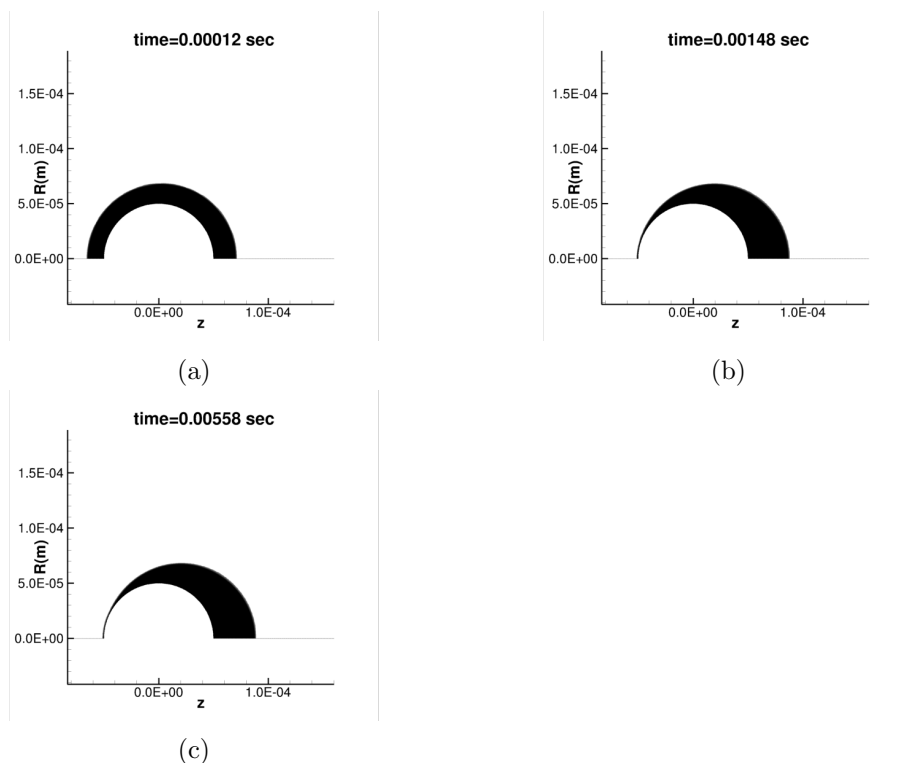 time=0.00012 sec
1.5E-04
1.0E-04
R(m)
5.0E-05
0.0E+00
0.0E+00 1.0E-04
z
(a)
time=0.00148 sec
1.5E-04
1.0E-04
R(m)
5.0E-05
0.0E+00
0.0E+00 1.0E-04
z
(b)
time=0.00558 sec
1.5E-04
1.0E-04
R(m)
5.0E-05
0.0E+00
0.0E+00 1.0E-04
z
(c)